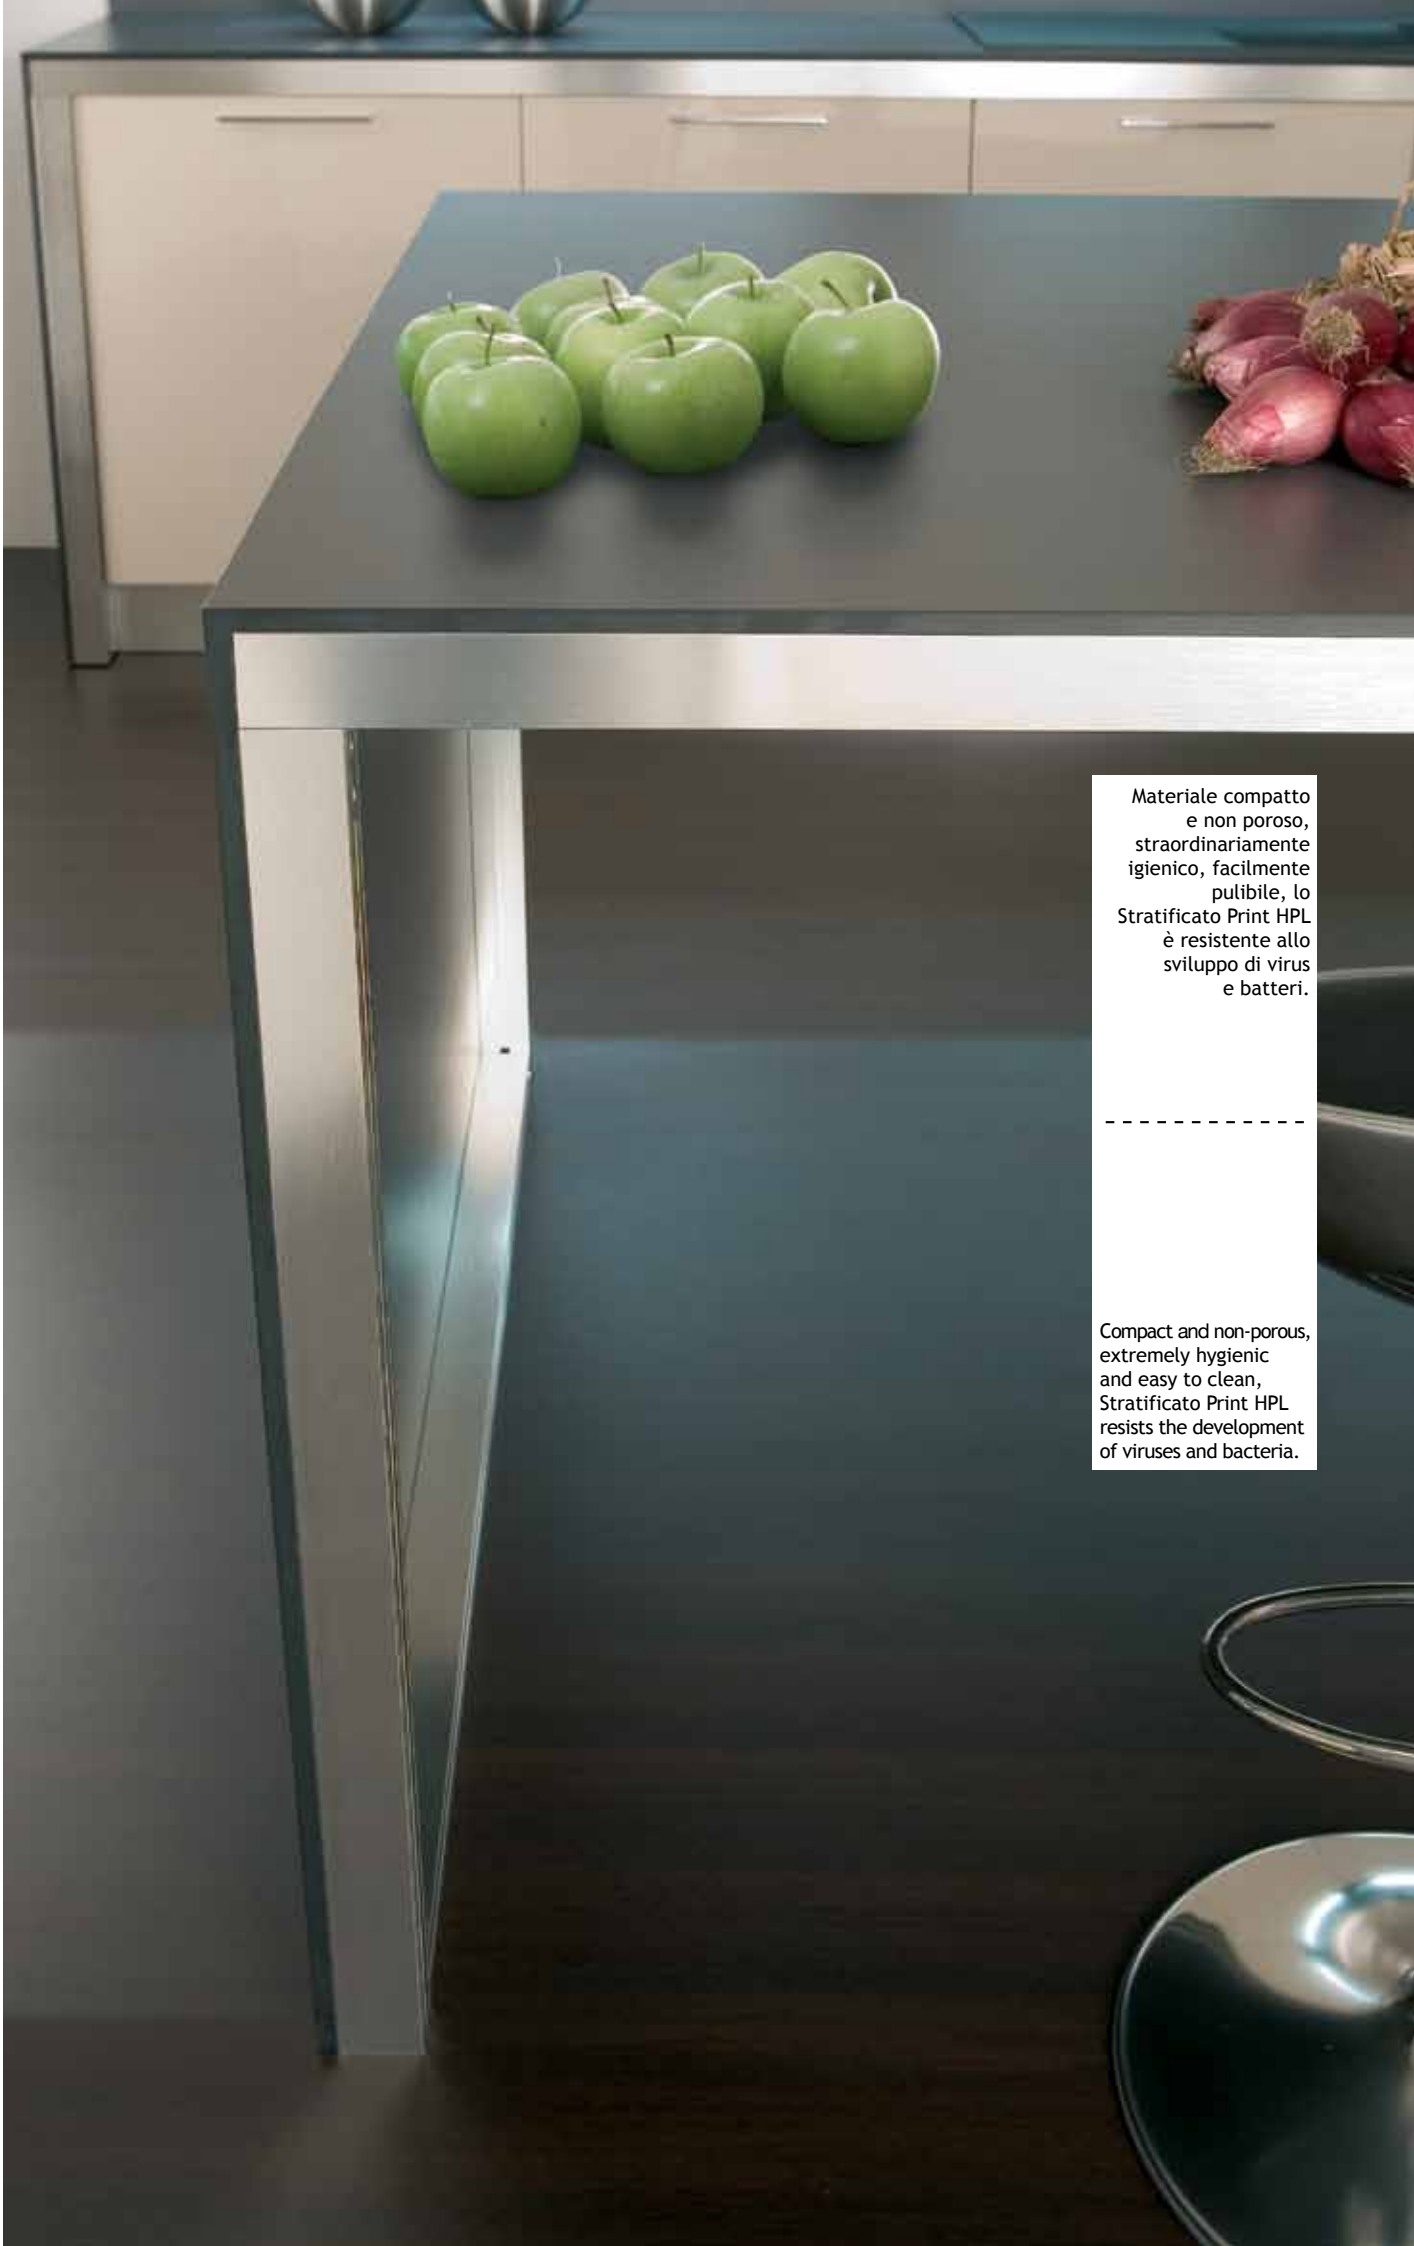 Materiale compatto
e non poroso,
straordinariamente
igienico, facilmente
pulibile, lo
Stratificato Print HPL
è resistente allo
sviluppo di virus
e batteri.
Compact and non-porous,
extremely hygienic
and easy to clean,
Stratificato Print HPL
resists the development
of viruses and bacteria.